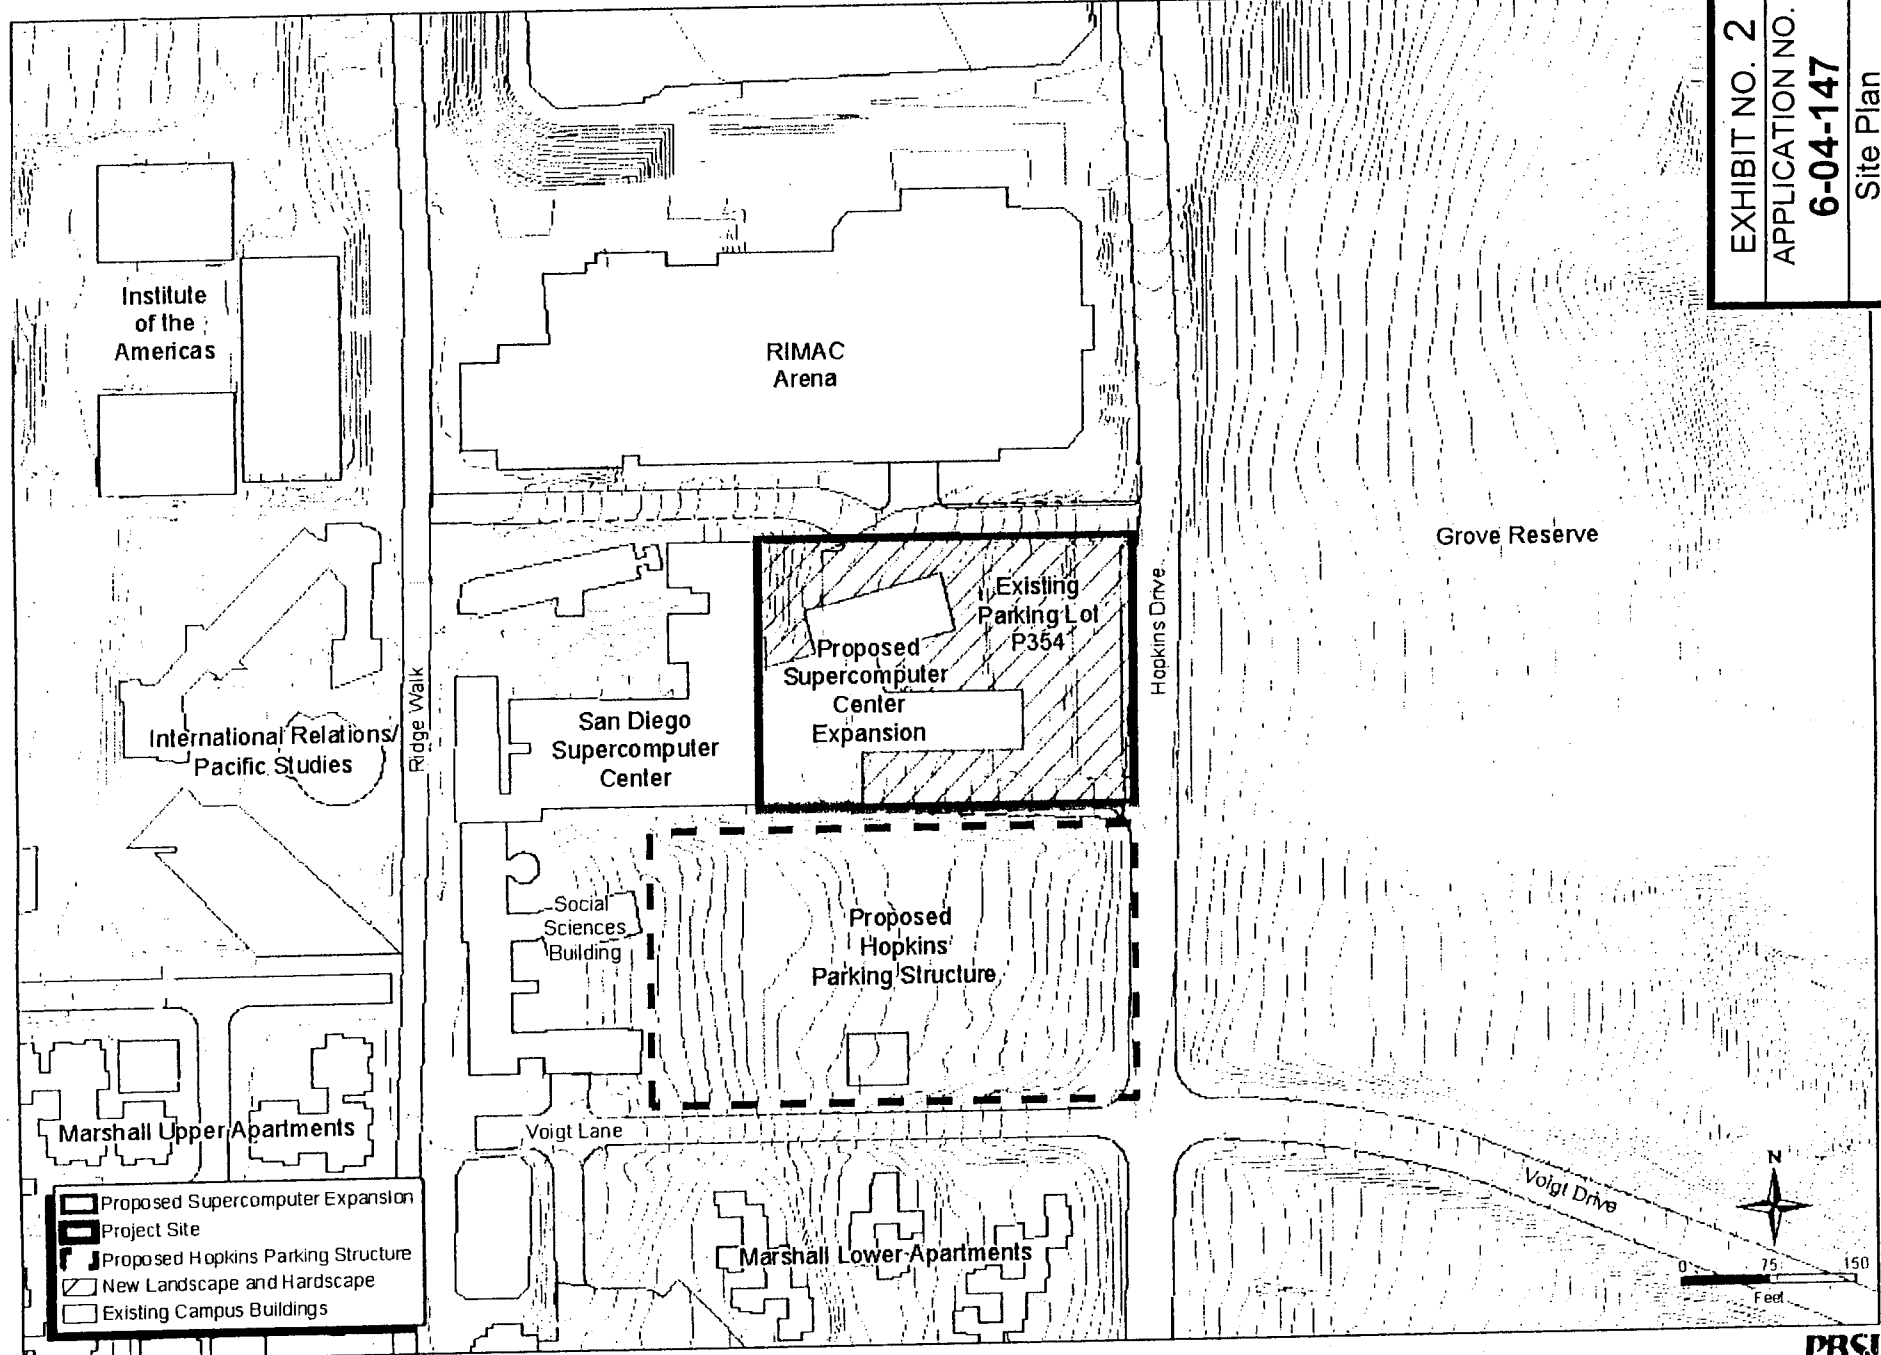 EXHIBIT NO. 2
APPLICATION NO.
6-04-147
Site Plan
Institute
of the
Americas
RIMAC
Arena
Grove Reserve
Existing
Parking Lot
P354
Proposed
Supercomputer
Center
Expansion
Hopkins Drive
Ridge Walk
San Diego
Supercomputer
Center
International Relations/
Pacific Studies
Social
Sciences
Building
Proposed
Hopkins
Parking Structure
Marshall Upper Apartments
Voigt Lane
Voigt Drive
Marshall Lower Apartments
Proposed Supercomputer Expansion
Project Site
Proposed Hopkins Parking Structure
New Landscape and Hardscape
Existing Campus Buildings
N
0 75 150
Feet